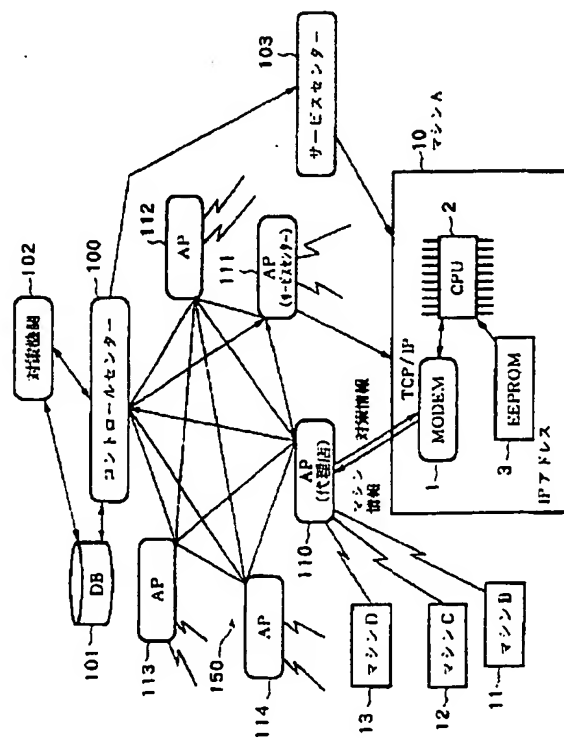 102
対策機関
100
コントロールセンター
DB
101
103
サービスセンター
112
AP
111
AP
(サービスセンター)
113
AP
150
AP
114
110
AP
(代理店)
マシン
情報
対策情報
TCP/IP
10
マシンA
2
CPU
MODEM
1
EEPROM
3
IPアドレス
マシンD
13
マシンC
12
マシンB
11